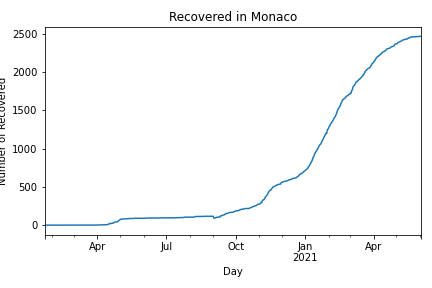 Recovered in Monaco
Number of Recovered
2500
2000
1500
1000
500
0
Apr
Jul
Oct
Jan
2021
Apr
Day